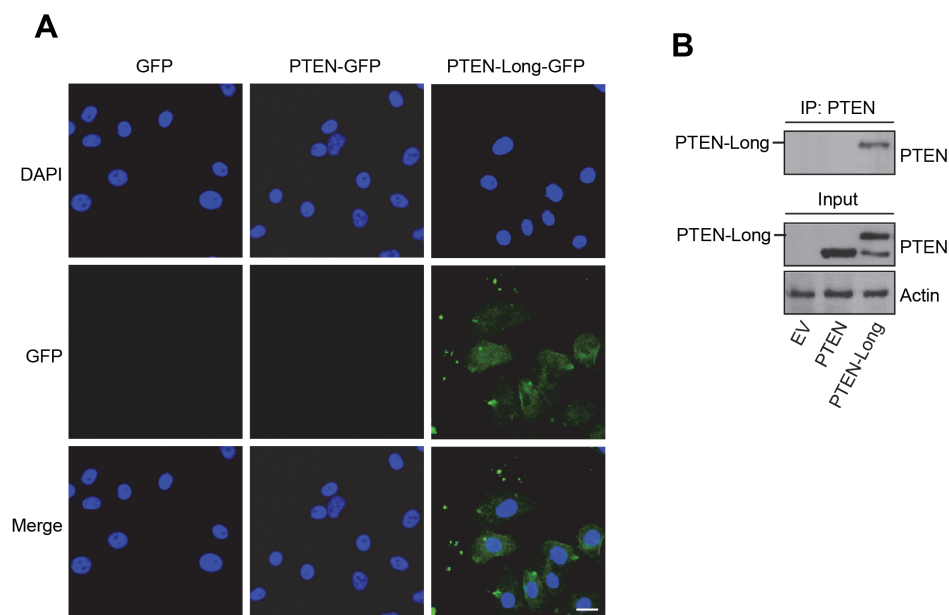 A
GFP
PTEN-GFP
PTEN-Long-GFP
DAPI
GFP
Merge
B
IP: PTEN
PTEN-Long
PTEN
Input
PTEN-Long
PTEN
Actin
EV
PTEN
PTEN-Long